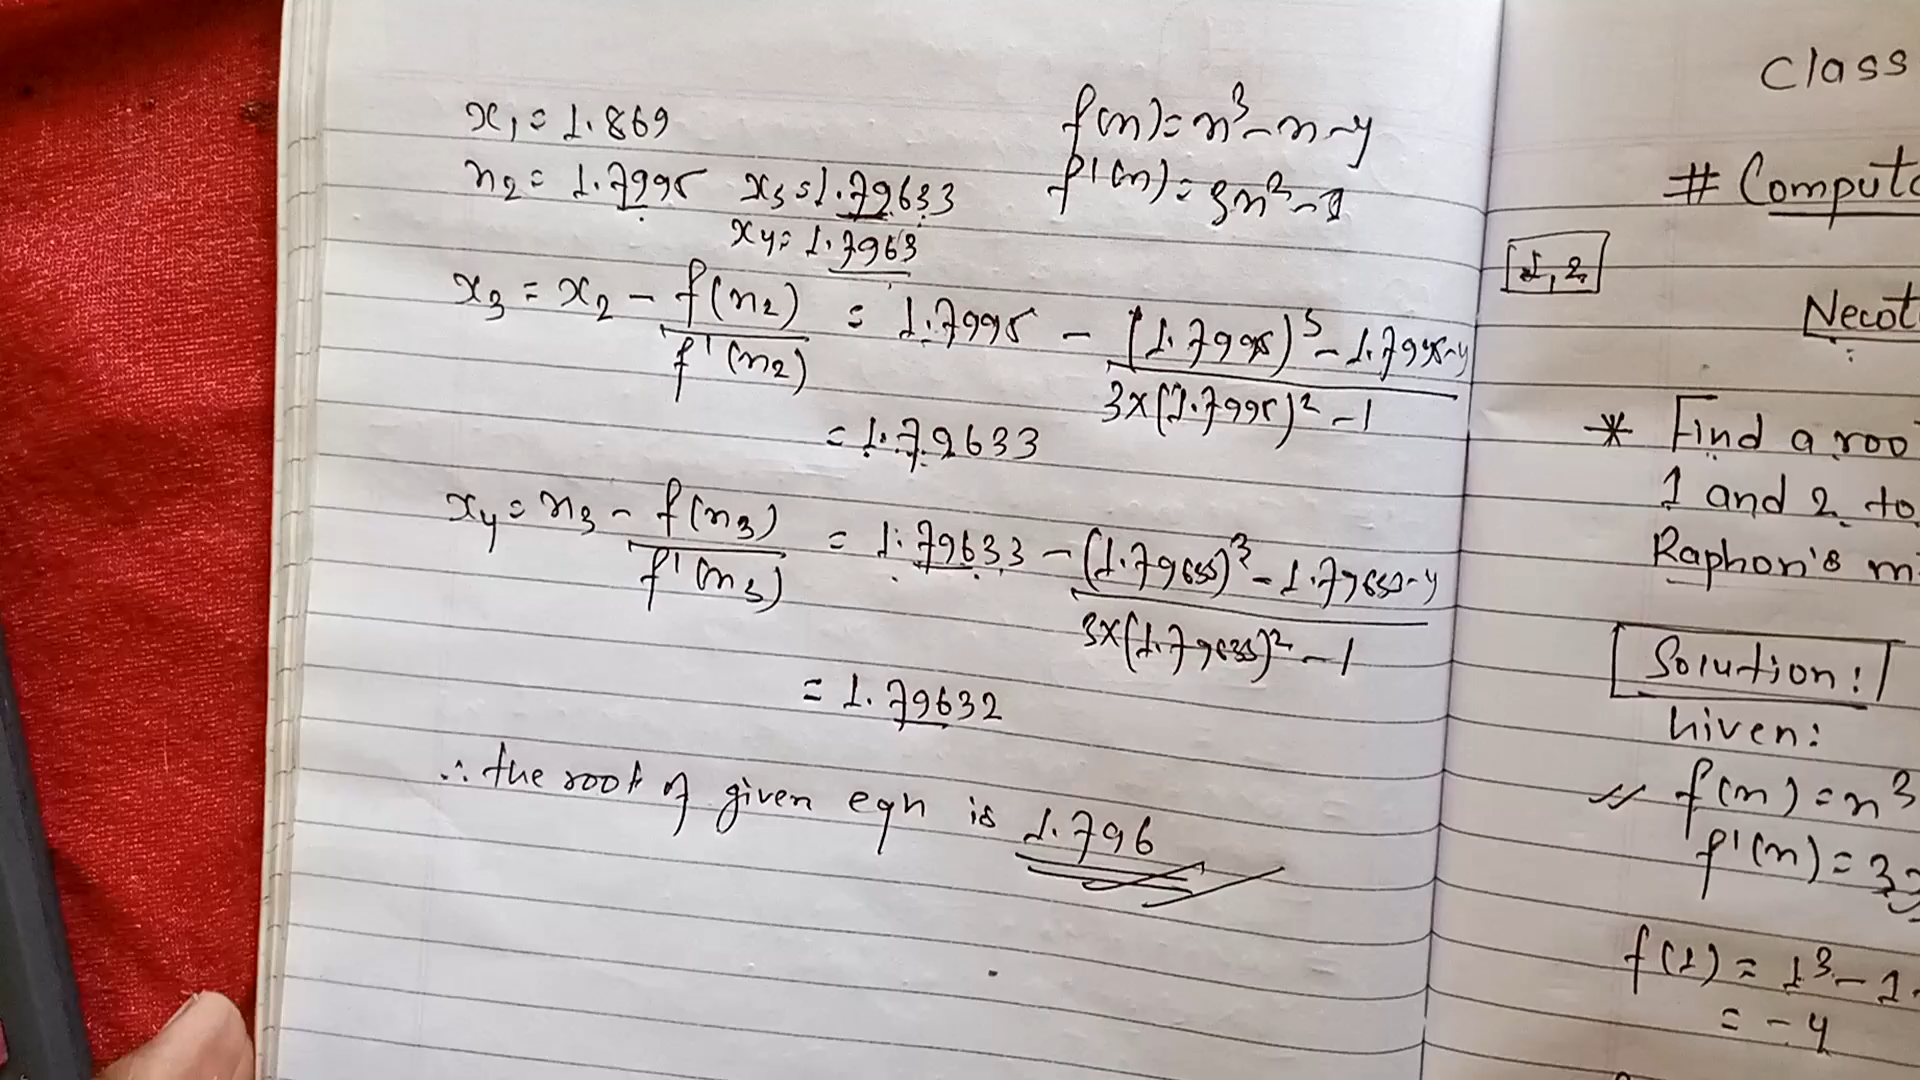 x₁ = 1.869
x₂ = 1.7995 x₃ = 1.79633
x₄ = 1.7963
f(x) = x³ - x - 4
f'(x) = 3x² - 1
x₃ = x₂ - f(x₂)/f'(x₂) = 1.7995 - ((1.7995)³ - 1.7995 - 4)/(3×(1.7995)² - 1)
= 1.79633
x₄ = x₃ - f(x₃)/f'(x₃) = 1.79633 - ((1.79633)³ - 1.79633 - 4)/(3×(1.79633)² - 1)
= 1.79632
∴ the root of given eqn is 1.796
Class
# Comput
[1, 2]
Necot
* Find a roo
1 and 2 to
Raphon's m
Solution:
Given:
f(x) = x³
f'(x) = 3
f(1) = 1³ - 1
= -4